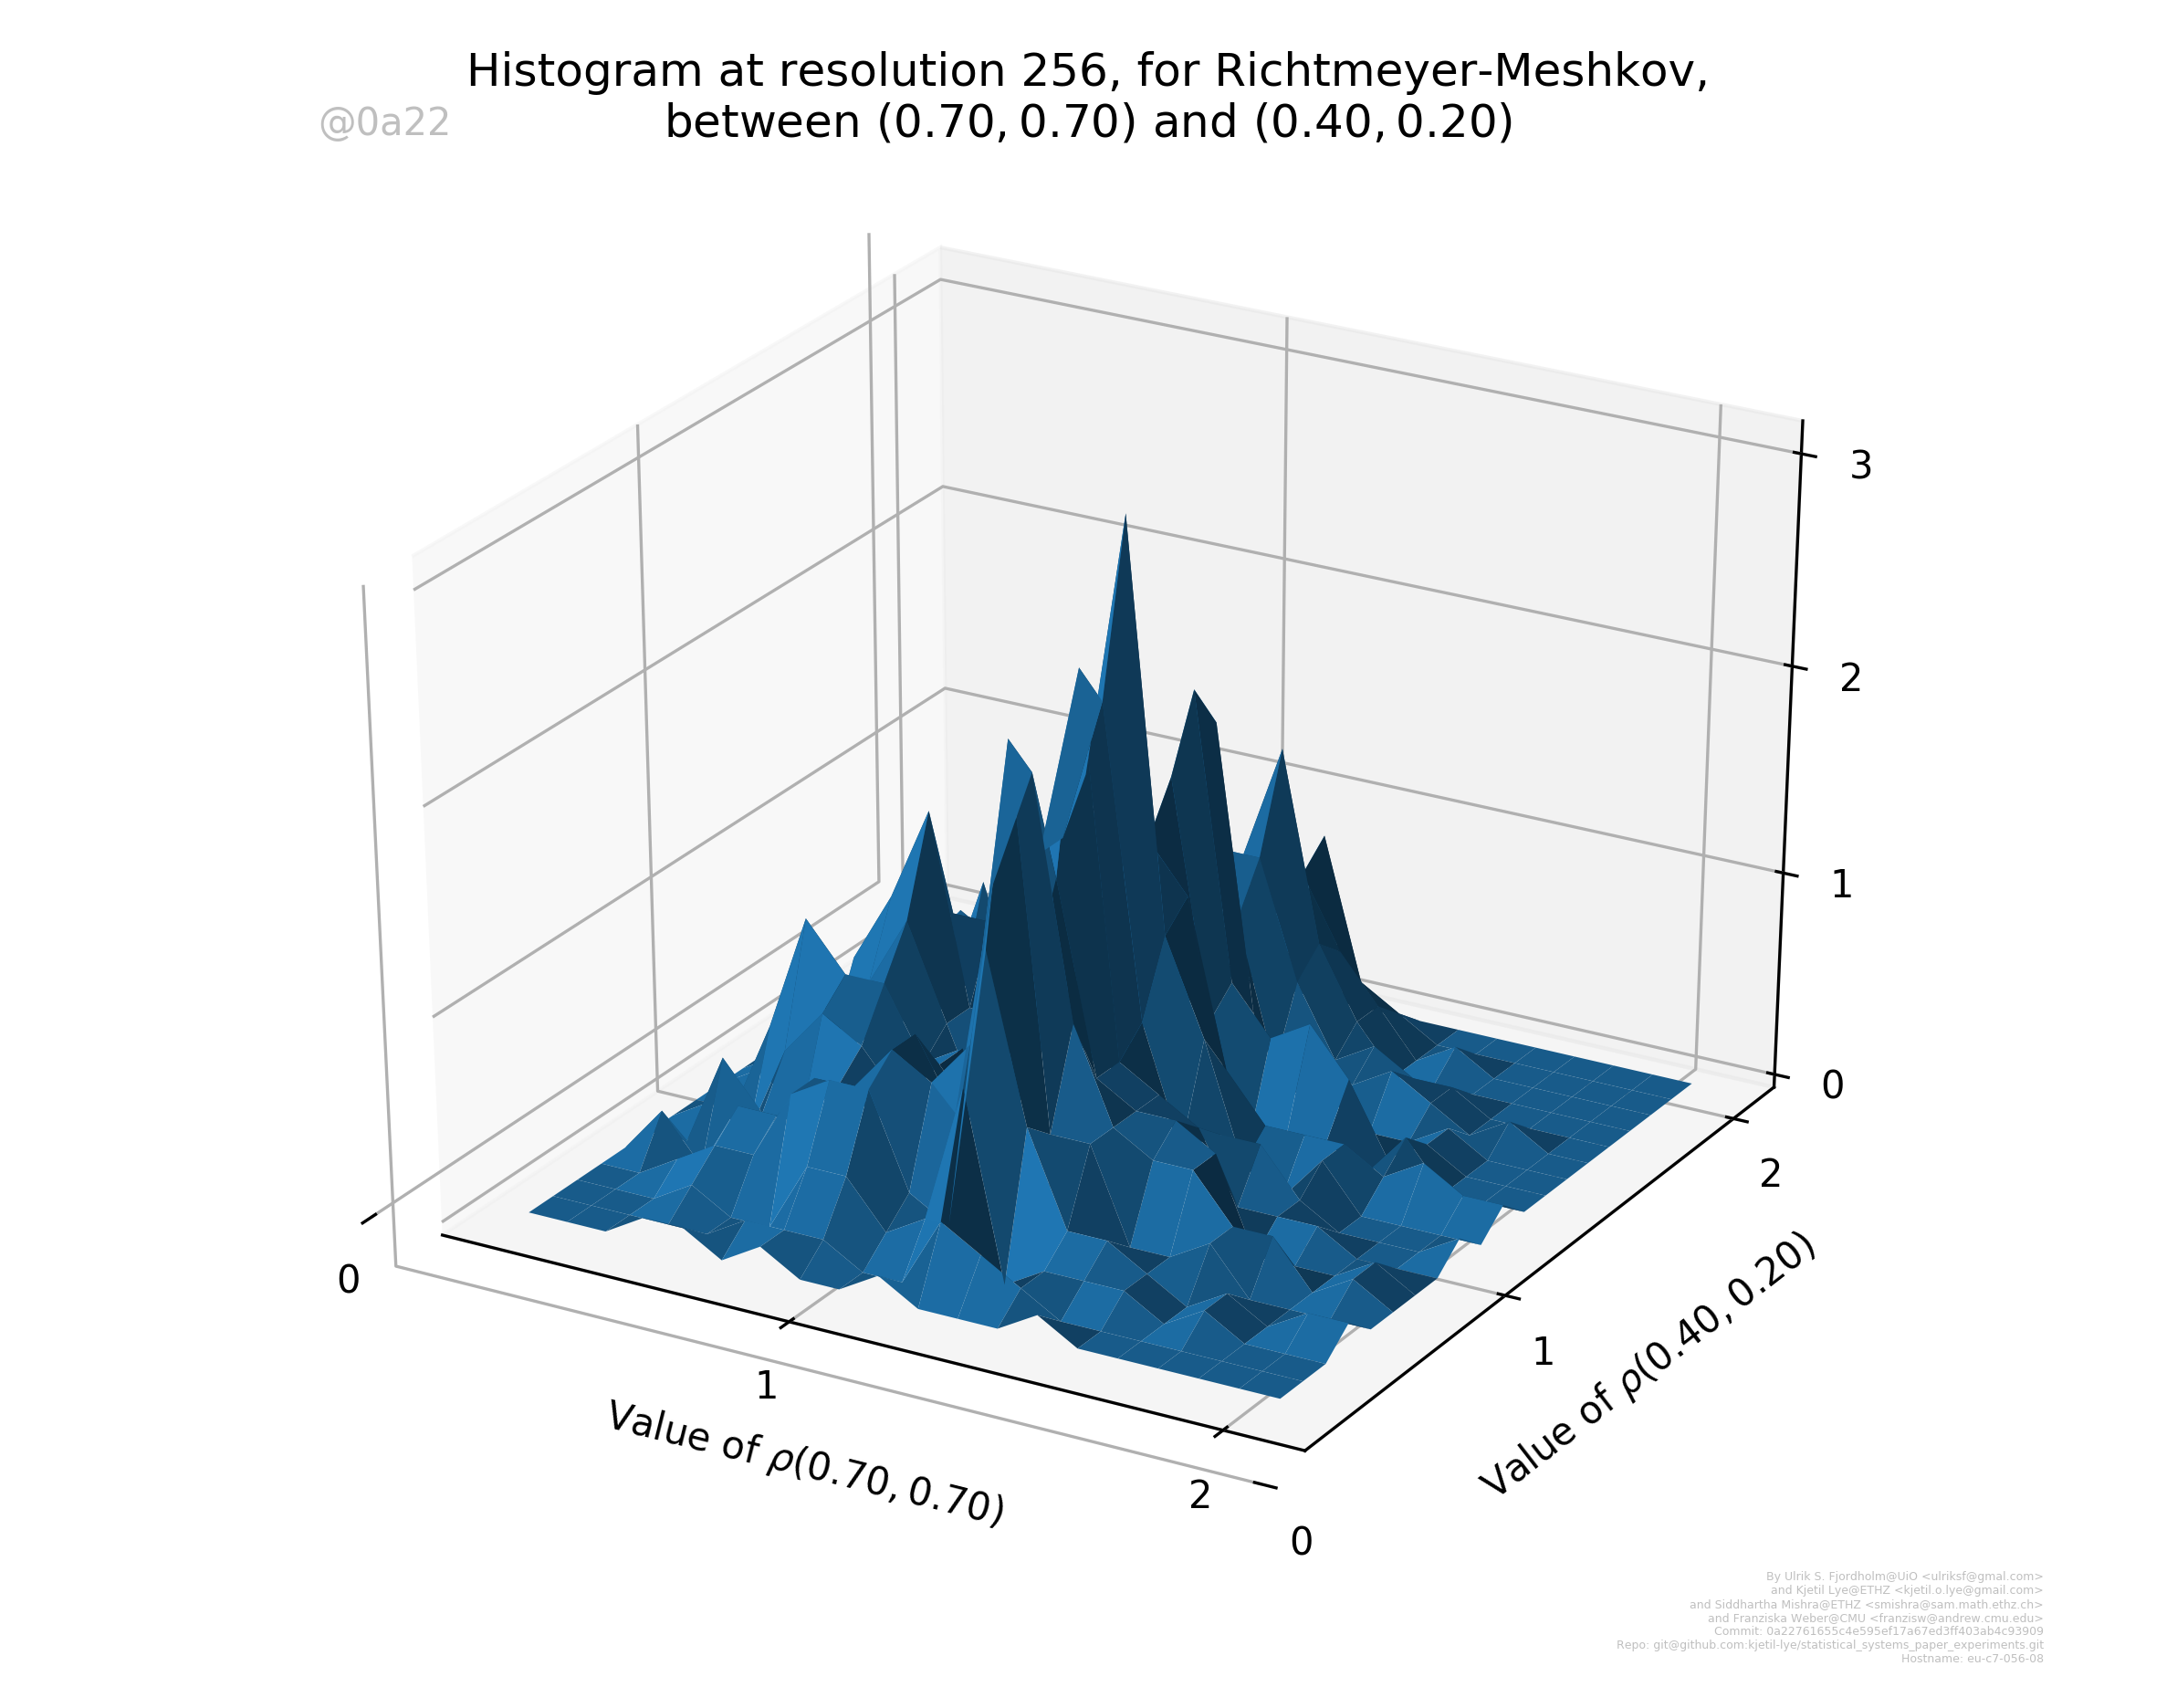 Histogram at resolution 256, for Richtmeyer-Meshkov,
between (0.70, 0.70) and (0.40, 0.20)
@0a22
3
2
1
0
2
1
0
0
1
2
Value of ρ(0.70, 0.70)
Value of ρ(0.40, 0.20)
By Ulrik S. Fjordholm@UiO <ulriksf@gmal.com>
and Kjetil Lye@ETHZ <kjetil.o.lye@gmail.com>
and Siddhartha Mishra@ETHZ <smishra@sam.math.ethz.ch>
and Franziska Weber@CMU <franzisw@andrew.cmu.edu>
Commit: 0a22761655c4e595ef17a67ed3ff403ab4c93909
Repo: git@github.com:kjetil-lye/statistical_systems_paper_experiments.git
Hostname: eu-c7-056-08